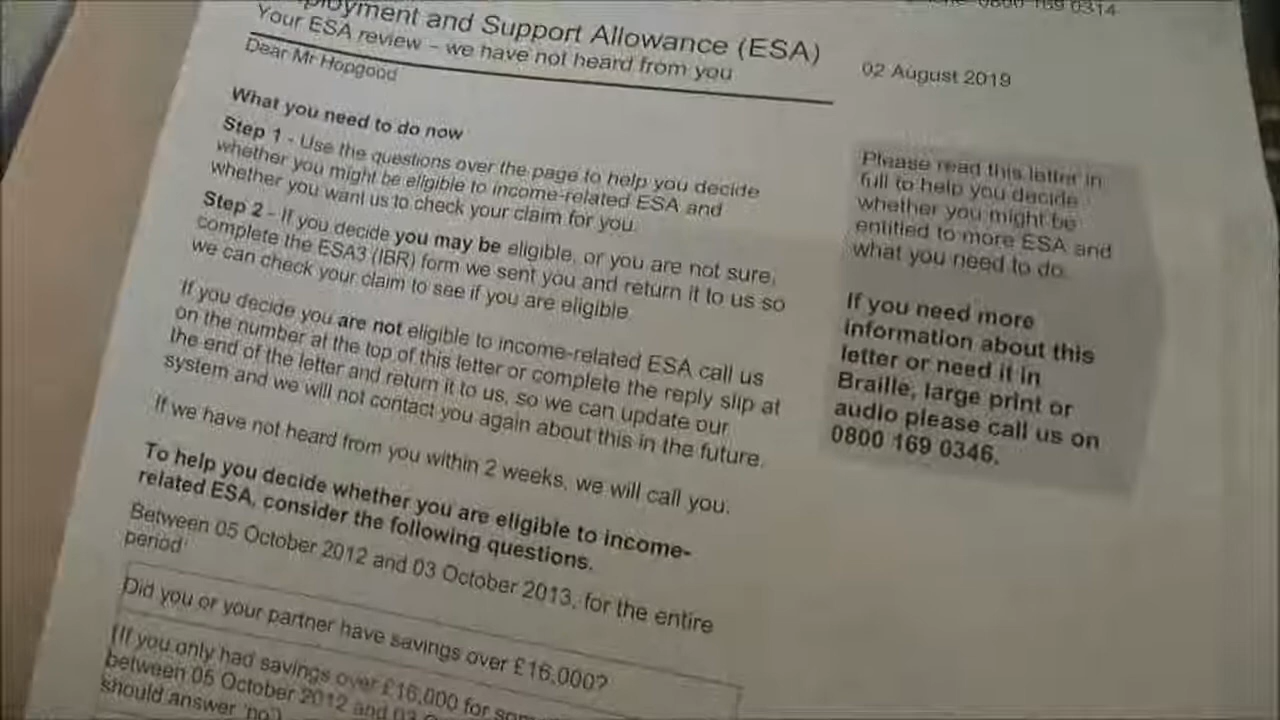 0800 169 0314
ployment and Support Allowance (ESA)
Your ESA review – we have not heard from you
02 August 2019
Dear Mr Hopgood
What you need to do now
Step 1 - Use the questions over the page to help you decide
whether you might be eligible to income-related ESA and
whether you want us to check your claim for you.
Step 2 - If you decide you may be eligible, or you are not sure,
complete the ESA3 (IBR) form we sent you and return it to us so
we can check your claim to see if you are eligible.
If you decide you are not eligible to income-related ESA call us
on the number at the top of this letter or complete the reply slip at
the end of the letter and return it to us, so we can update our
system and we will not contact you again about this in the future.
If we have not heard from you within 2 weeks, we will call you.
To help you decide whether you are eligible to income-
related ESA, consider the following questions.
Between 05 October 2012 and 03 October 2013, for the entire
period
Did you or your partner have savings over £16,000?
(If you only had savings over £16,000 for
between 05 October 2012 and 03
should answer 'no')
Please read this letter in
full to help you decide
whether you might be
entitled to more ESA and
what you need to do.
If you need more
information about this
letter or need it in
Braille, large print or
audio please call us on
0800 169 0346.